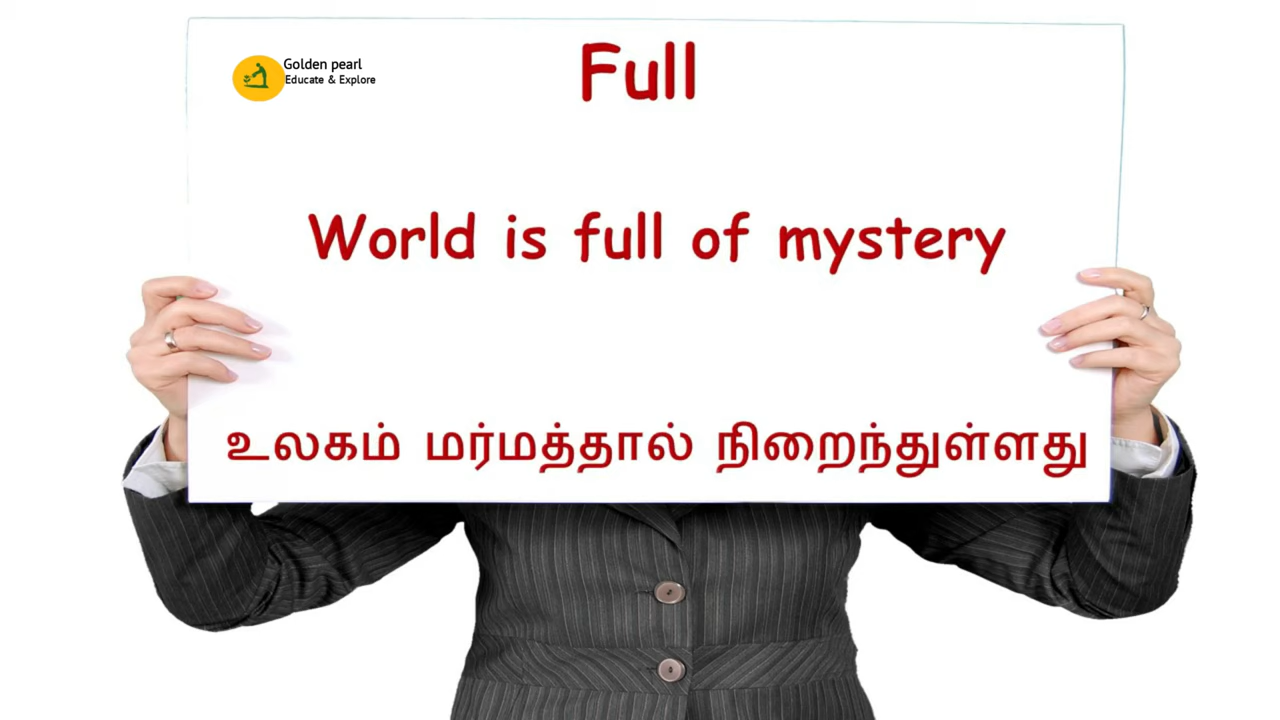 Golden pearl
Educate & Explore
Full
World is full of mystery
உலகம் மர்மத்தால் நிறைந்துள்ளது